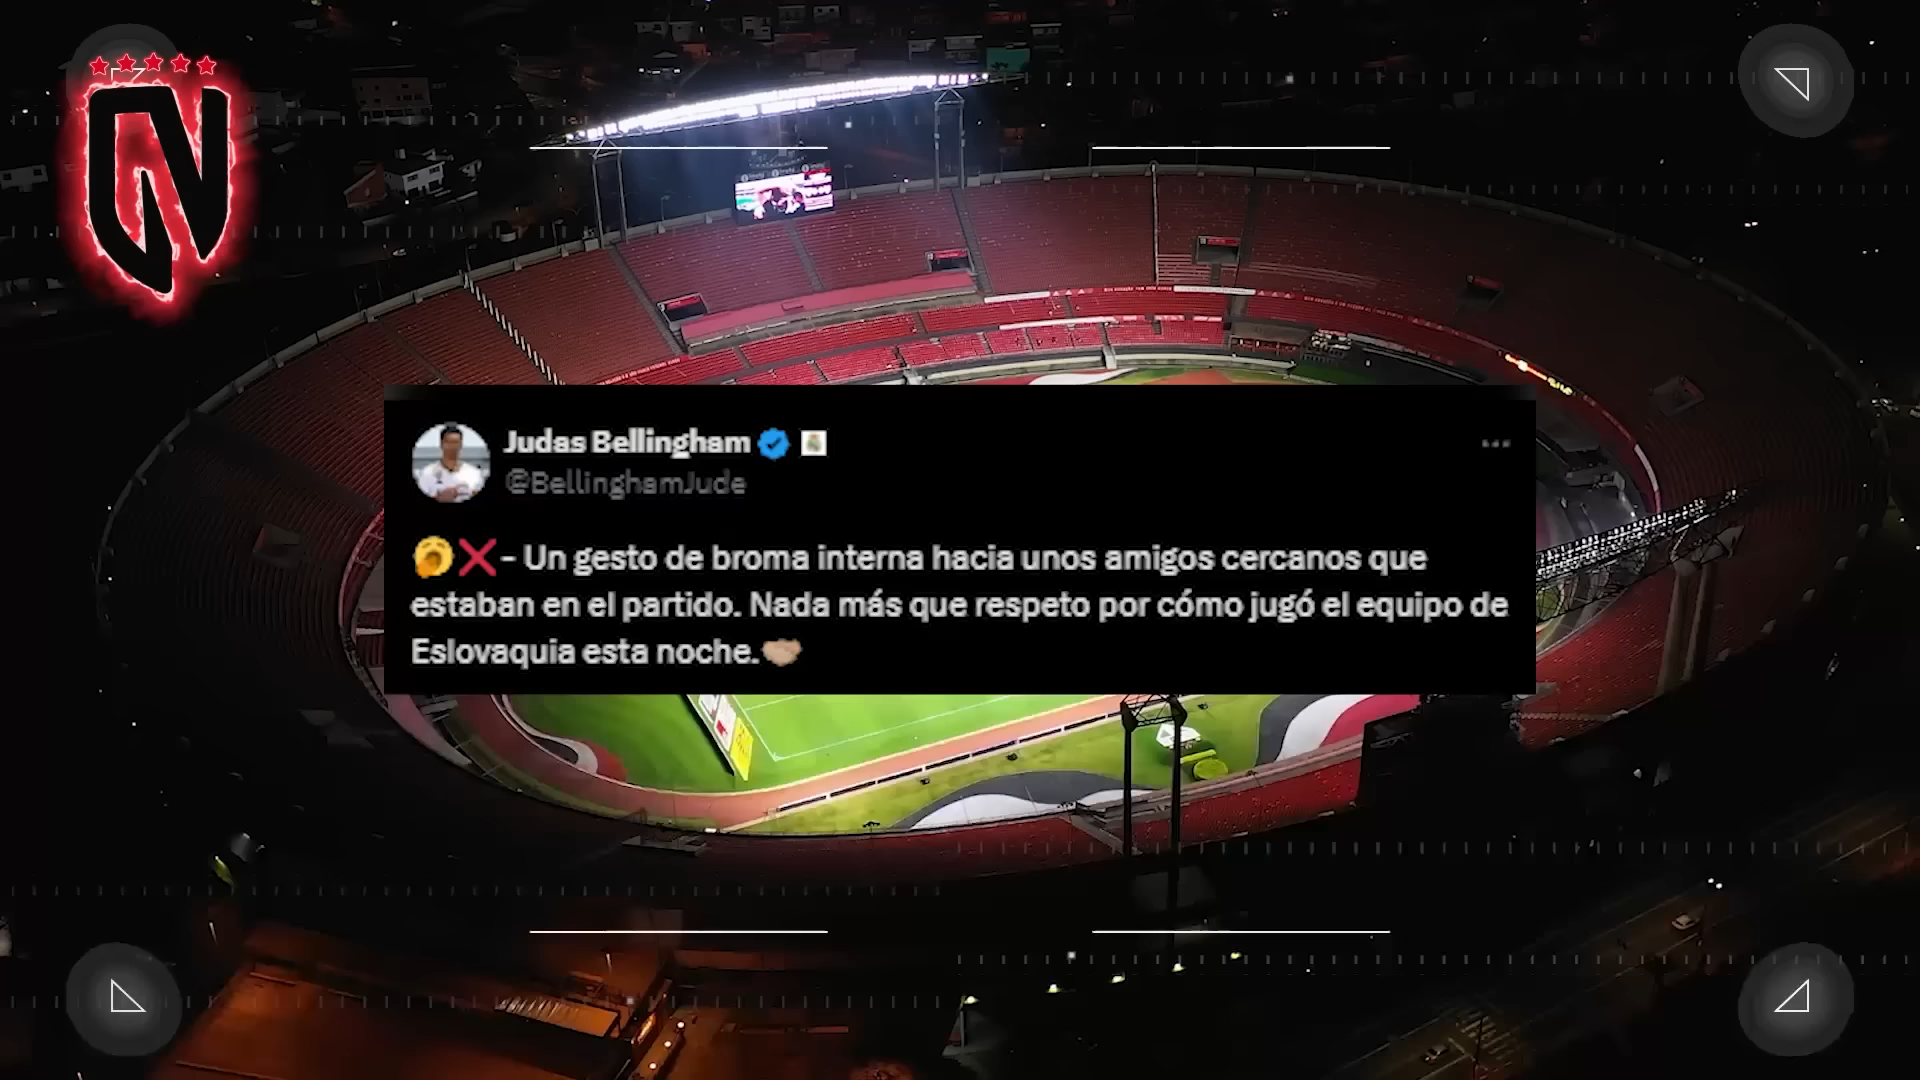 Judas Bellingham
@BellinghamJude
🥱❌- Un gesto de broma interna hacia unos amigos cercanos que
estaban en el partido. Nada más que respeto por cómo jugó el equipo de
Eslovaquia esta noche.🤝🏼